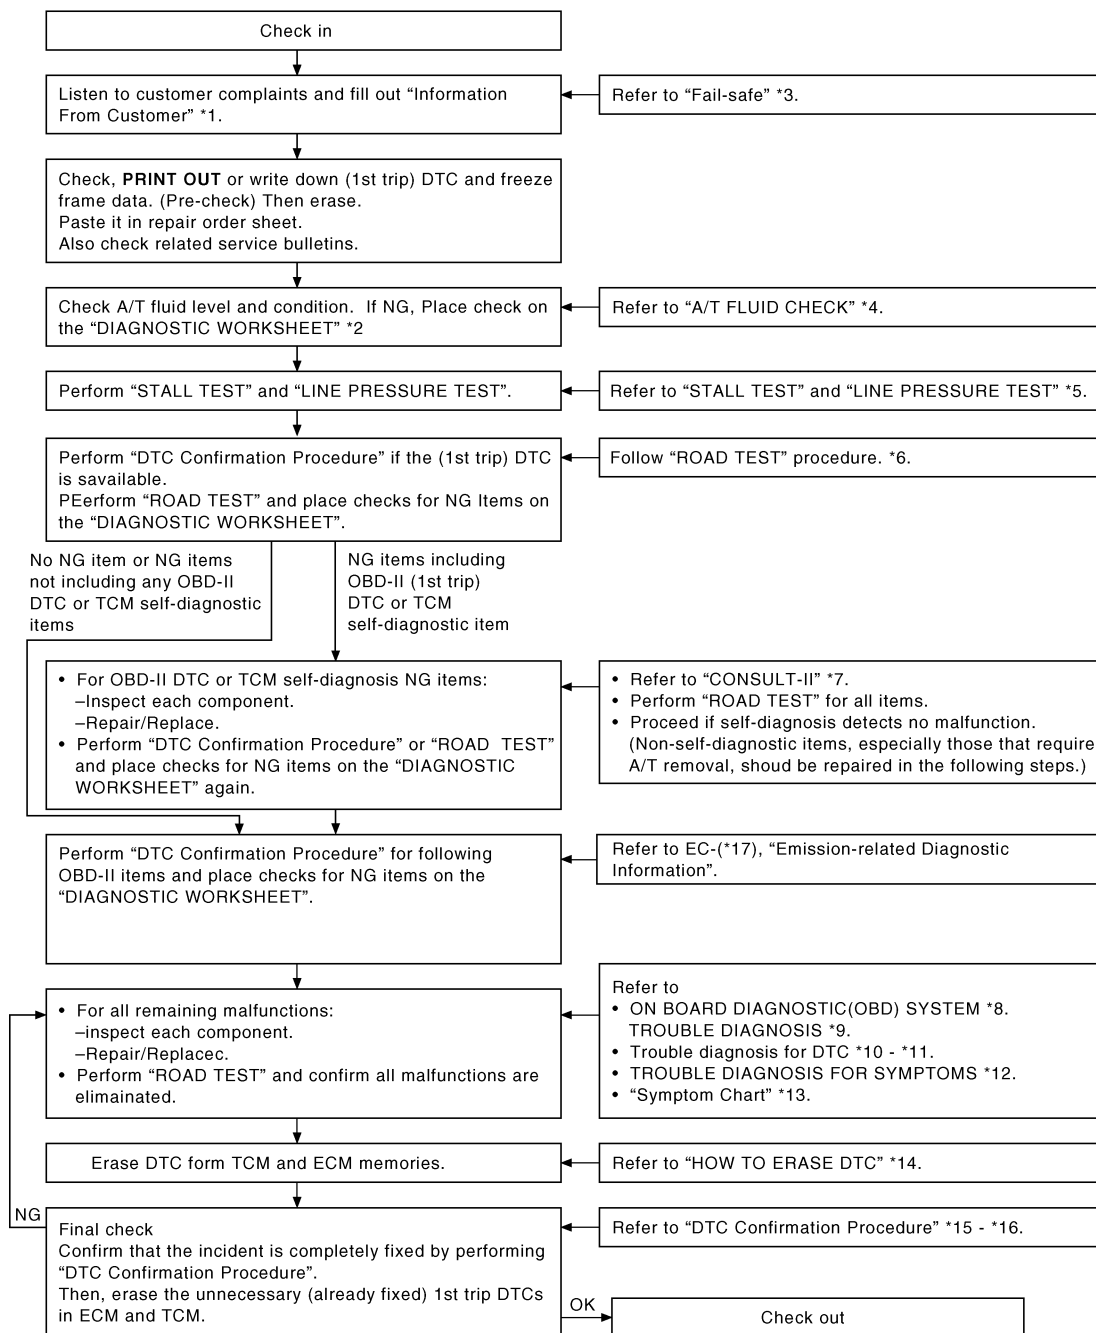 Check in
Listen to customer complaints and fill out “Information
From Customer” *1.
Refer to “Fail-safe” *3.
Check, PRINT OUT or write down (1st trip) DTC and freeze
frame data. (Pre-check) Then erase.
Paste it in repair order sheet.
Also check related service bulletins.
Check A/T fluid level and condition. If NG, Place check on
the “DIAGNOSTIC WORKSHEET” *2
Refer to “A/T FLUID CHECK” *4.
Perform “STALL TEST” and “LINE PRESSURE TEST”.
Refer to “STALL TEST” and “LINE PRESSURE TEST” *5.
Perform “DTC Confirmation Procedure” if the (1st trip) DTC
is savailable.
PEerform “ROAD TEST” and place checks for NG Items on
the “DIAGNOSTIC WORKSHEET”.
Follow “ROAD TEST” procedure. *6.
No NG item or NG items
not including any OBD-II
DTC or TCM self-diagnostic
items
NG items including
OBD-II (1st trip)
DTC or TCM
self-diagnostic item
• For OBD-II DTC or TCM self-diagnosis NG items:
–Inspect each component.
–Repair/Replace.
• Perform “DTC Confirmation Procedure” or “ROAD TEST”
and place checks for NG items on the “DIAGNOSTIC
WORKSHEET” again.
• Refer to “CONSULT-II” *7.
• Perform “ROAD TEST” for all items.
• Proceed if self-diagnosis detects no malfunction.
(Non-self-diagnostic items, especially those that require
A/T removal, shoud be repaired in the following steps.)
Perform “DTC Confirmation Procedure” for following
OBD-II items and place checks for NG items on the
“DIAGNOSTIC WORKSHEET”.
Refer to EC-(*17), “Emission-related Diagnostic
Information”.
• For all remaining malfunctions:
–inspect each component.
–Repair/Replacec.
• Perform “ROAD TEST” and confirm all malfunctions are
elimainated.
Refer to
• ON BOARD DIAGNOSTIC(OBD) SYSTEM *8.
TROUBLE DIAGNOSIS *9.
• Trouble diagnosis for DTC *10 - *11.
• TROUBLE DIAGNOSIS FOR SYMPTOMS *12.
• “Symptom Chart” *13.
Erase DTC form TCM and ECM memories.
Refer to “HOW TO ERASE DTC” *14.
NG
Final check
Confirm that the incident is completely fixed by performing
“DTC Confirmation Procedure”.
Then, erase the unnecessary (already fixed) 1st trip DTCs
in ECM and TCM.
Refer to “DTC Confirmation Procedure” *15 - *16.
OK
Check out